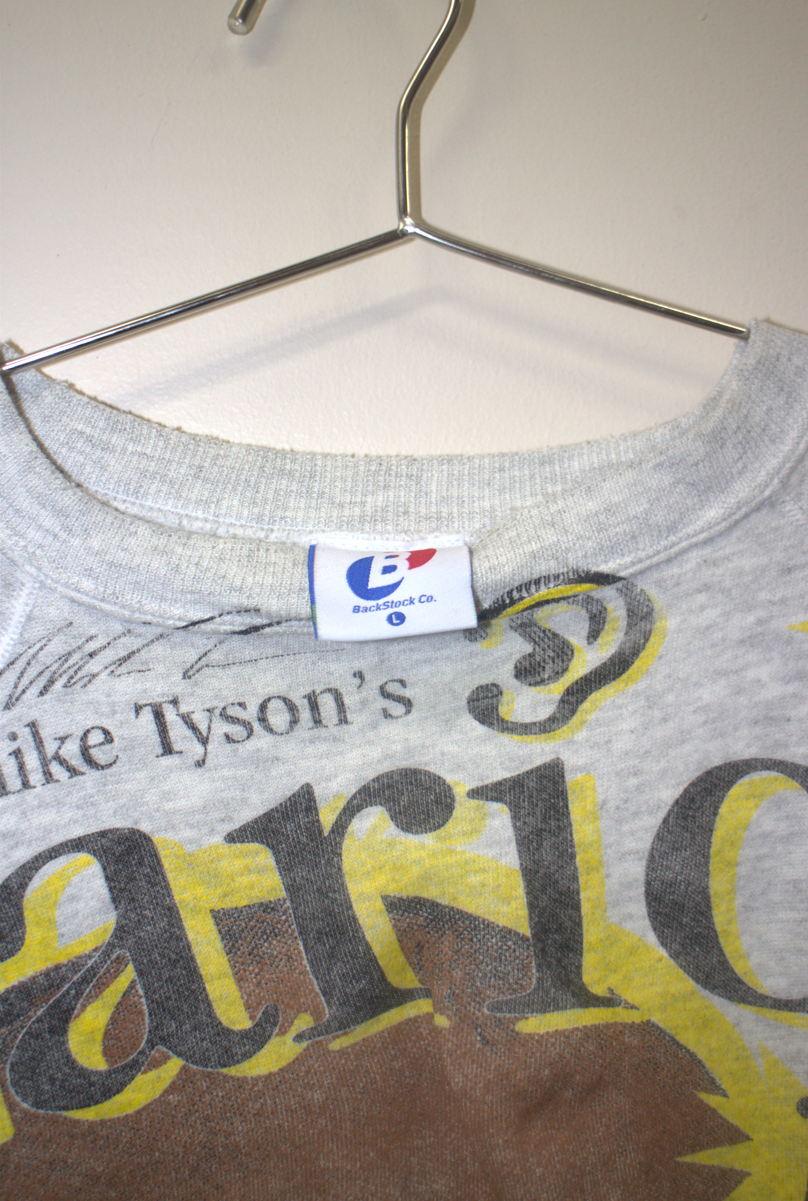 B
BackStock Co.
L
ike Tyson's
ario